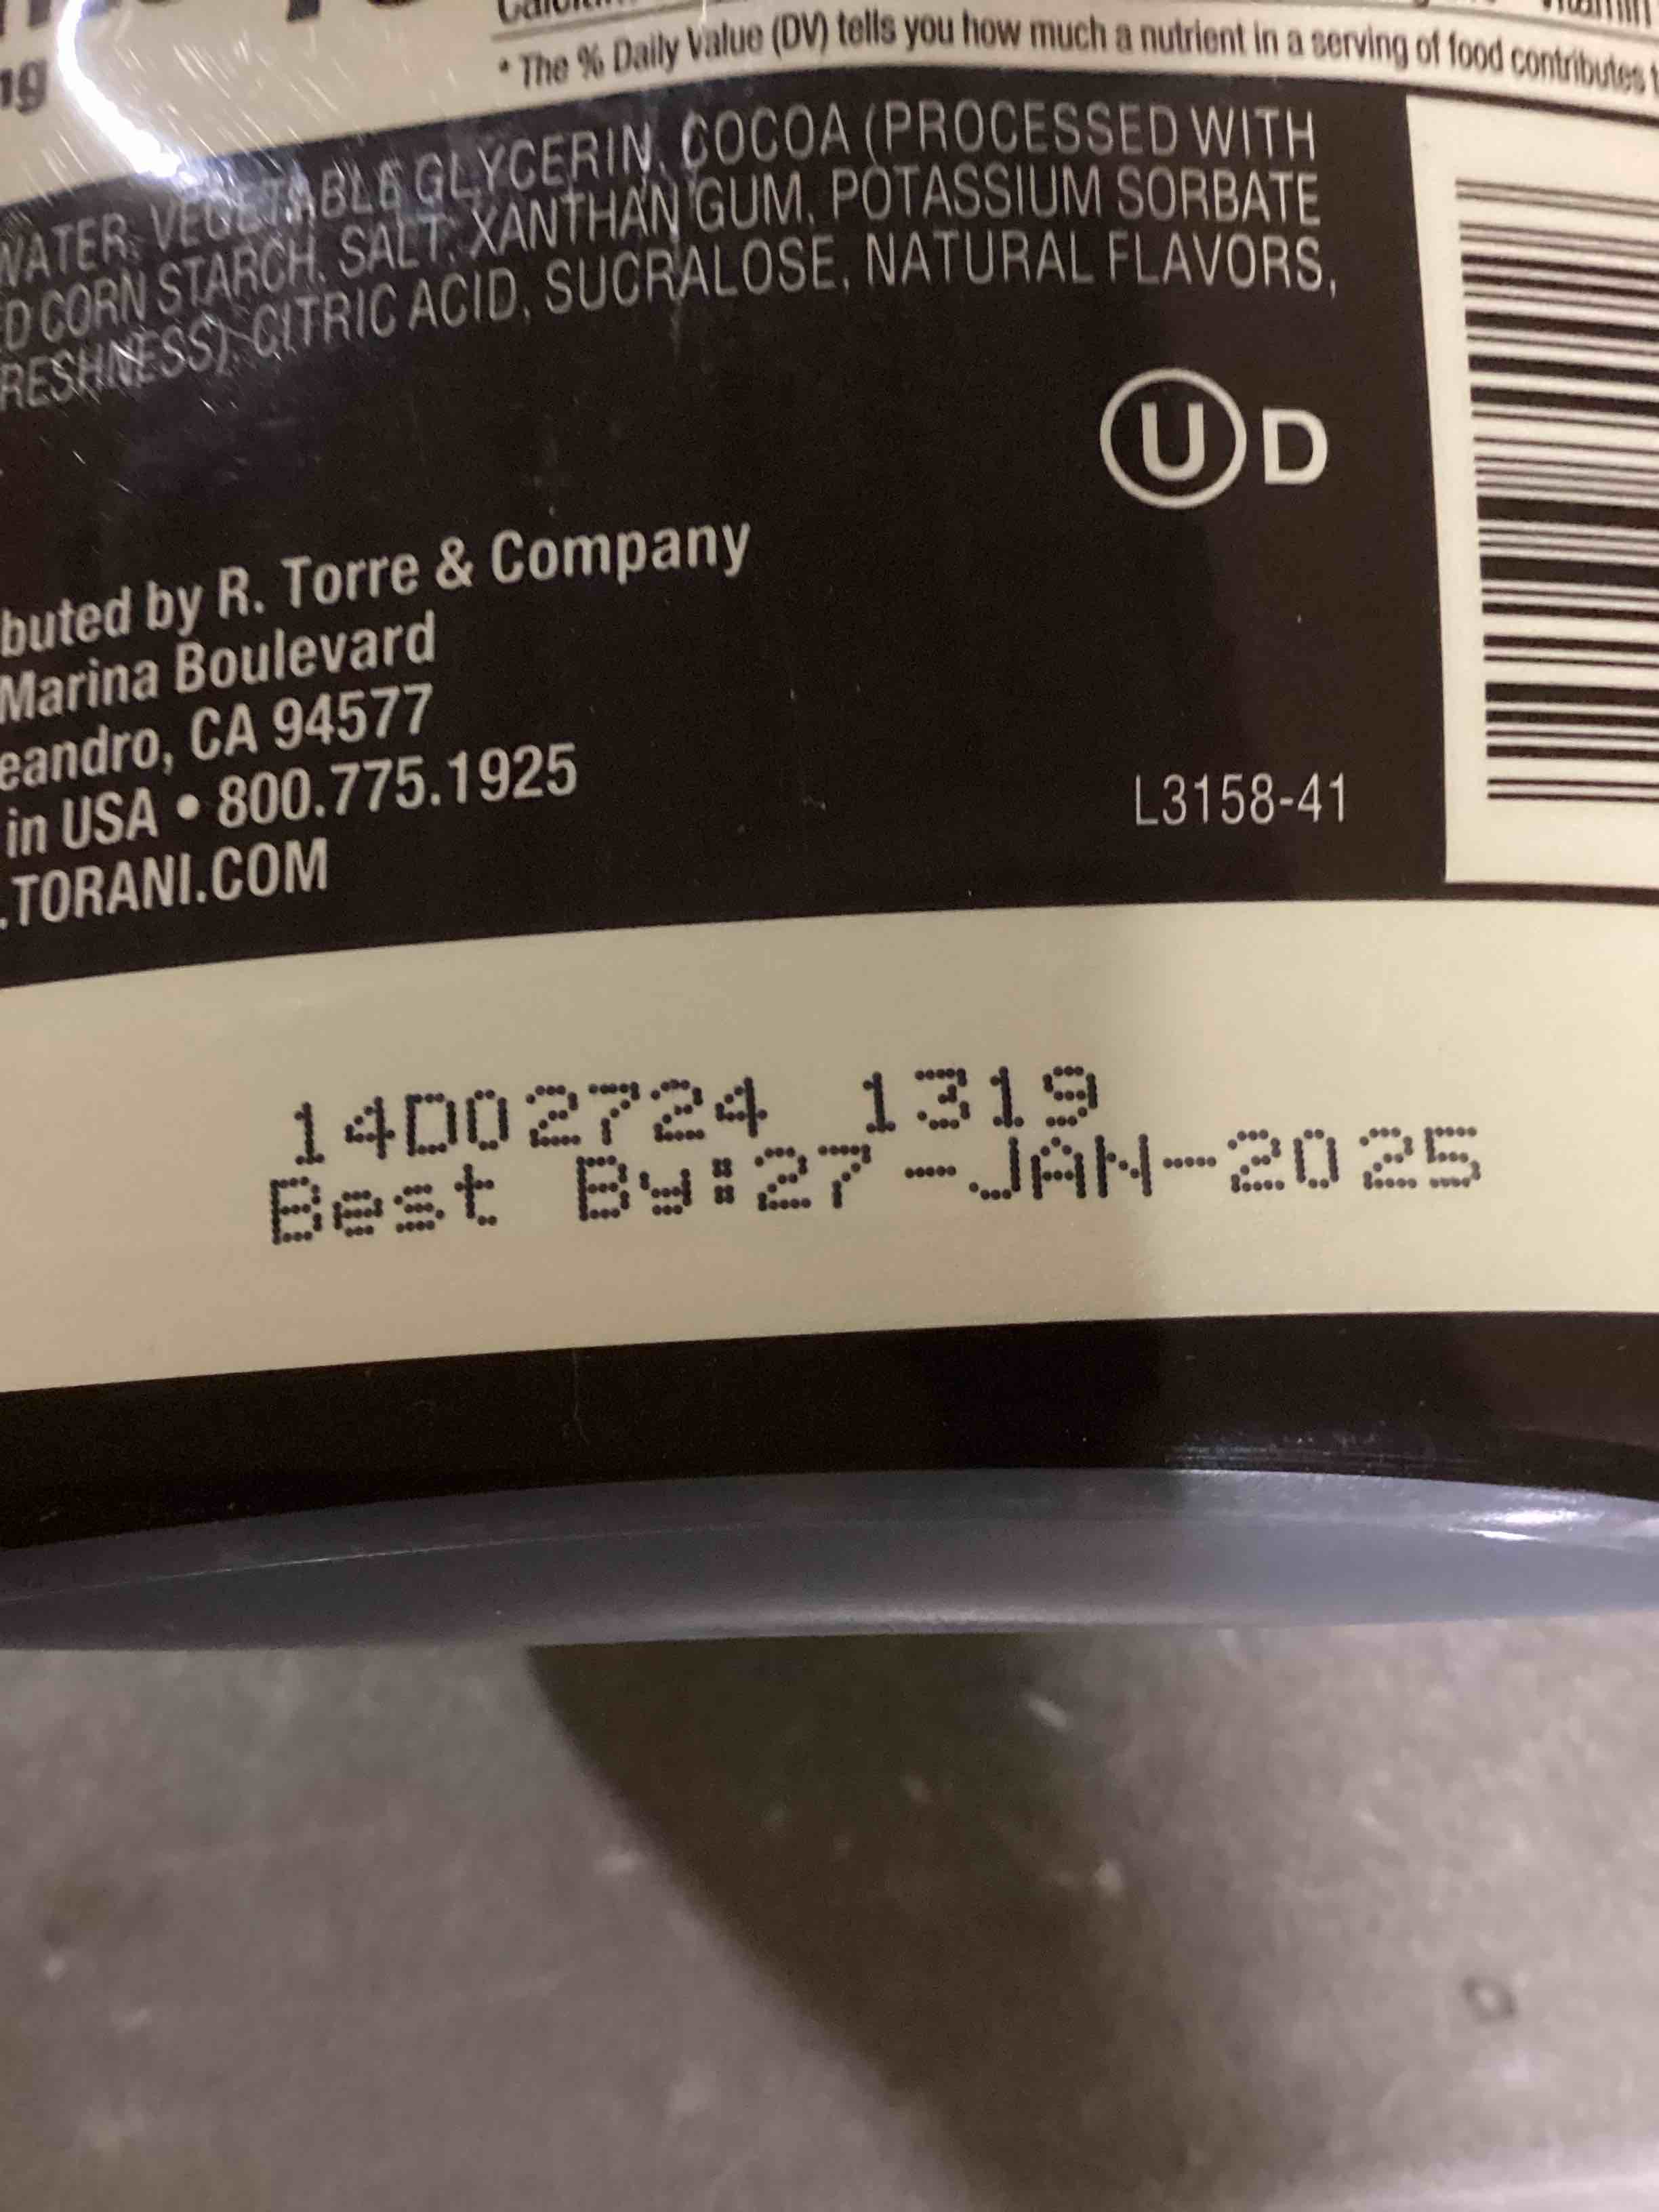 * The % Daily Value (DV) tells you how much a nutrient in a serving of food contributes
WATER, VEGETABLE GLYCERIN, COCOA (PROCESSED WITH
D CORN STARCH, SALT, XANTHAN GUM, POTASSIUM SORBATE
RESHNESS), CITRIC ACID, SUCRALOSE, NATURAL FLAVORS,
U D
buted by R. Torre & Company
Marina Boulevard
eandro, CA 94577
in USA • 800.775.1925
.TORANI.COM
L3158-41
14D02724 1319
Best By:27-JAN-2025